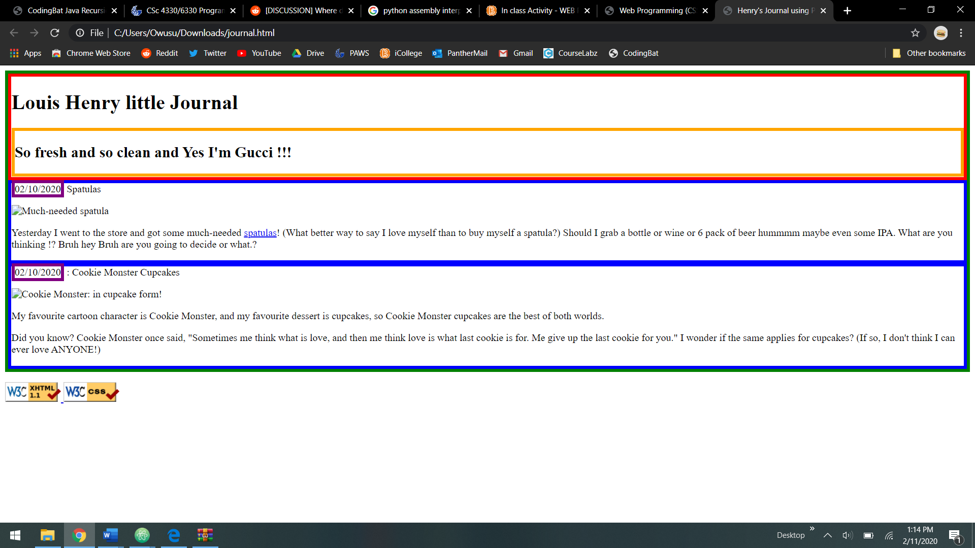 CodingBat Java Recurs
CSc 4330/6330 Progra
[DISCUSSION] Where c
python assembly inter
In class Activity - WEB
Web Programming (CS
Henry's Journal using
File | C:/Users/Owusu/Downloads/journal.html
Apps Chrome Web Store Reddit Twitter YouTube Drive PAWS iCollege PantherMail Gmail CourseLabz CodingBat Other bookmarks
Louis Henry little Journal
So fresh and so clean and Yes I'm Gucci !!!
02/10/2020 Spatulas
Much-needed spatula
Yesterday I went to the store and got some much-needed spatulas! (What better way to say I love myself than to buy myself a spatula?) Should I grab a bottle or wine or 6 pack of beer hummmm maybe even some IPA. What are you
thinking !? Bruh hey Bruh are you going to decide or what.?
02/10/2020 : Cookie Monster Cupcakes
Cookie Monster: in cupcake form!
My favourite cartoon character is Cookie Monster, and my favourite dessert is cupcakes, so Cookie Monster cupcakes are the best of both worlds.
Did you know? Cookie Monster once said, "Sometimes me think what is love, and then me think love is what last cookie is for. Me give up the last cookie for you." I wonder if the same applies for cupcakes? (If so, I don't think I can
ever love ANYONE!)
W3C XHTML 1.1 W3C CSS
Desktop
1:14 PM
2/11/2020
1